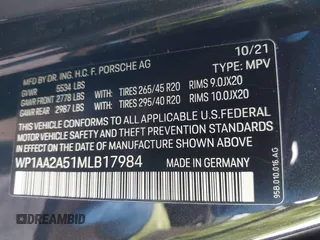 MFD BY DR. ING. H.C. F. PORSCHE AG 10/21
GVWR 5534 LBS TYPE: MPV
GAWR FRONT 2778 LBS WITH TIRES 265/45 R20 RIMS 9.0JX20
GAWR REAR 2987 LBS WITH TIRES 295/40 R20 RIMS 10.0JX20
THIS VEHICLE CONFORMS TO ALL APPLICABLE U.S.FEDERAL
MOTOR VEHICLE SAFETY, BUMPER, AND THEFT PREVENTION STANDARDS
IN EFFECT ON THE DATE OF MANUFACTURE SHOWN ABOVE
WP1AA2A51MLB17984 MADE IN GERMANY
95B.010.016.AG
DREAMBID